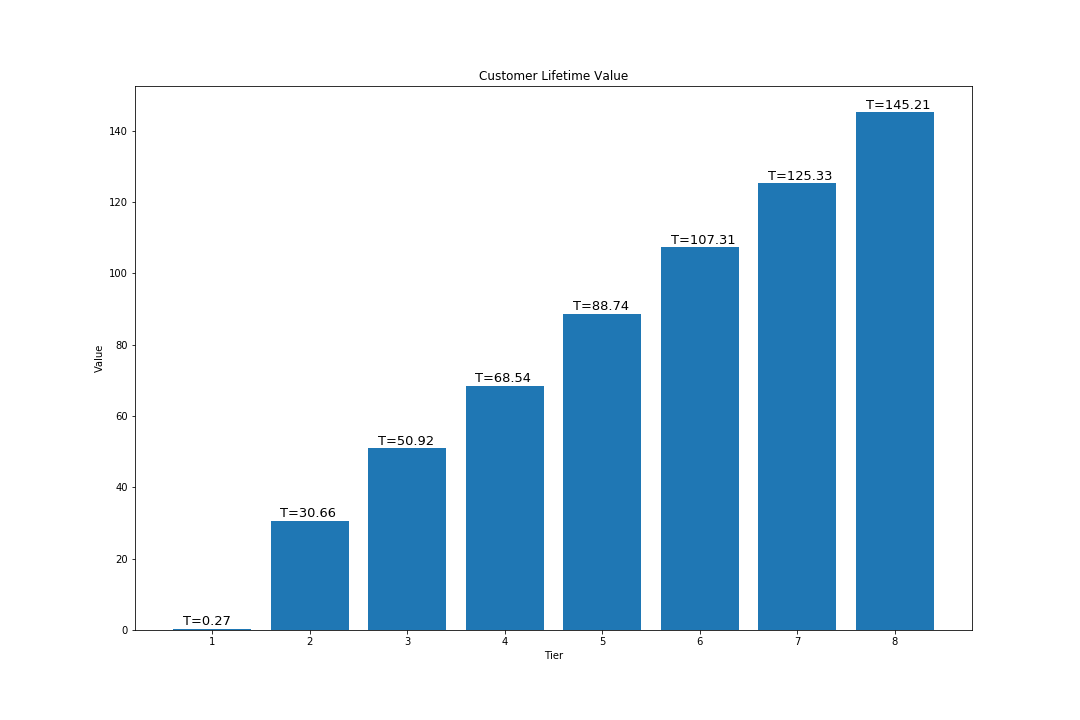 Customer Lifetime Value
T=145.21
140
T=125.33
120
T=107.31
100
T=88.74
80
Value
T=68.54
60
T=50.92
40
T=30.66
20
T=0.27
0
1 2 3 4 5 6 7 8
Tier